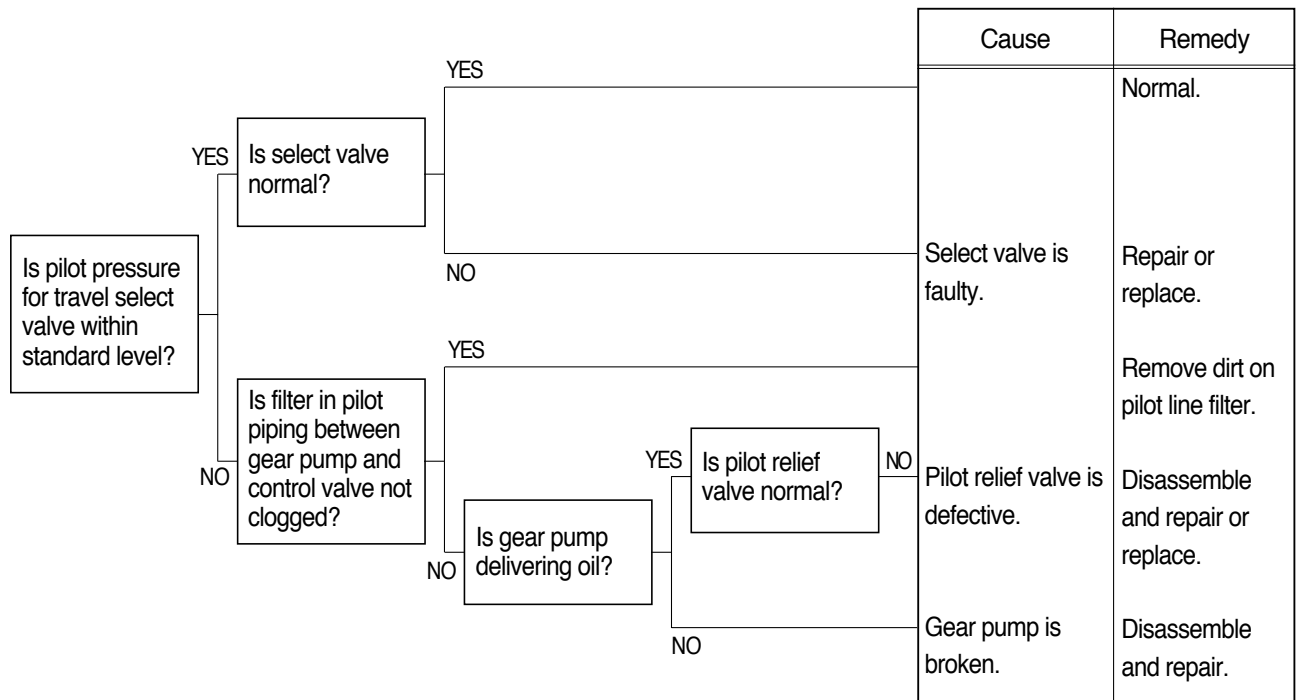 Cause
Remedy
YES
Normal.
YES
Is select valve
normal?
Is pilot pressure
for travel select
valve within
standard level?
NO
Select valve is
faulty.
Repair or
replace.
YES
Remove dirt on
pilot line filter.
NO
Is filter in pilot
piping between
gear pump and
control valve not
clogged?
YES
Is pilot relief
valve normal?
NO
Pilot relief valve is
defective.
Disassemble
and repair or
replace.
NO
Is gear pump
delivering oil?
NO
Gear pump is
broken.
Disassemble
and repair.